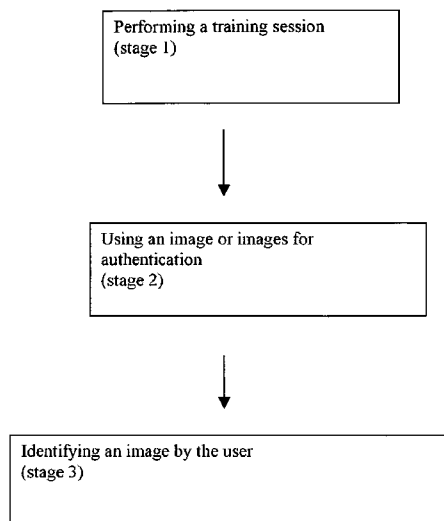 Performing a training session
(stage 1)
Using an image or images for
authentication
(stage 2)
Identifying an image by the user
(stage 3)